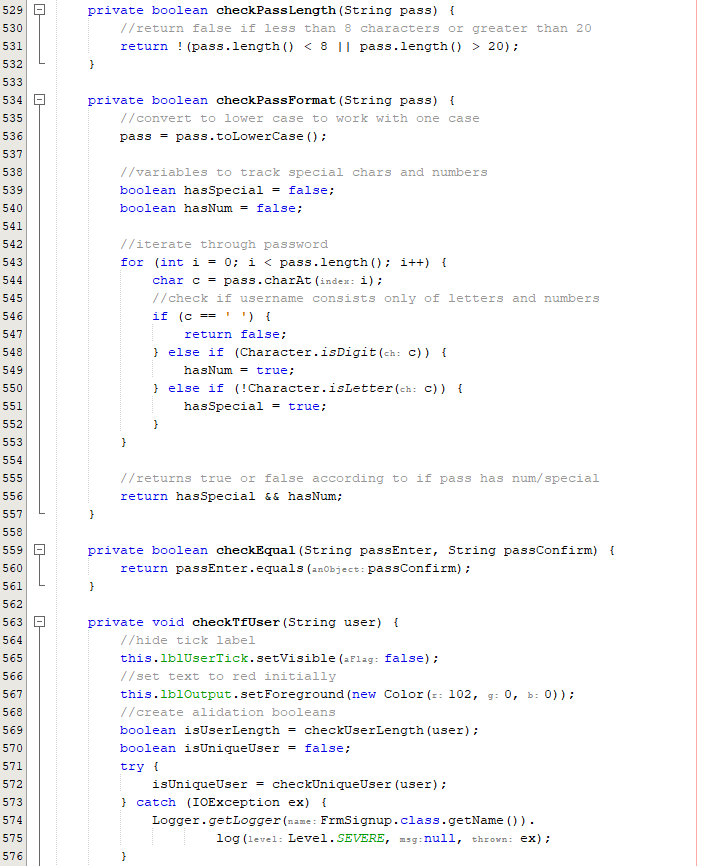 529 private boolean checkPassLength(String pass) {
530 //return false if less than 8 characters or greater than 20
531 return !(pass.length() < 8 || pass.length() > 20);
532 }
533
534 private boolean checkPassFormat(String pass) {
535 //convert to lower case to work with one case
536 pass = pass.toLowerCase();
537
538 //variables to track special chars and numbers
539 boolean hasSpecial = false;
540 boolean hasNum = false;
541
542 //iterate through password
543 for (int i = 0; i < pass.length(); i++) {
544 char c = pass.charAt(index: i);
545 //check if username consists only of letters and numbers
546 if (c == ' ') {
547 return false;
548 } else if (Character.isDigit(ch: c)) {
549 hasNum = true;
550 } else if (!Character.isLetter(ch: c)) {
551 hasSpecial = true;
552 }
553 }
554
555 //returns true or false according to if pass has num/special
556 return hasSpecial && hasNum;
557 }
558
559 private boolean checkEqual(String passEnter, String passConfirm) {
560 return passEnter.equals(anObject: passConfirm);
561 }
562
563 private void checkTfUser(String user) {
564 //hide tick label
565 this.lblUserTick.setVisible(aFlag: false);
566 //set text to red initially
567 this.lblOutput.setForeground(new Color(r: 102, g: 0, b: 0));
568 //create alidation booleans
569 boolean isUserLength = checkUserLength(user);
570 boolean isUniqueUser = false;
571 try {
572 isUniqueUser = checkUniqueUser(user);
573 } catch (IOException ex) {
574 Logger.getLogger(name: FrmSignup.class.getName()).
575 log(level: Level.SEVERE, msg: null, thrown: ex);
576 }